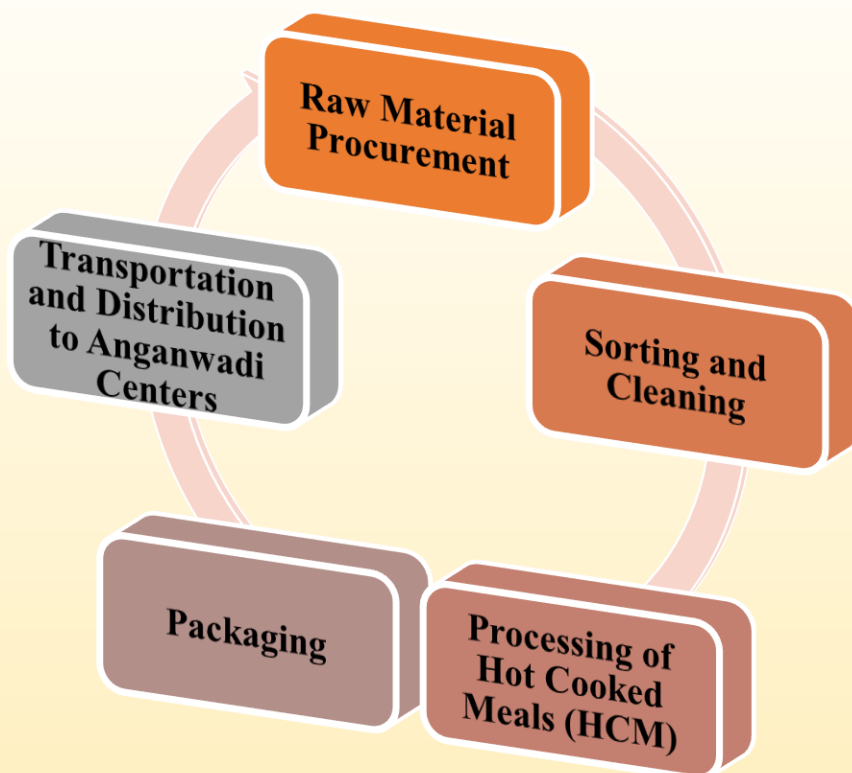 Raw Material
Procurement
Sorting and
Cleaning
Processing of
Hot Cooked
Meals (HCM)
Packaging
Transportation
and Distribution
to Anganwadi
Centers